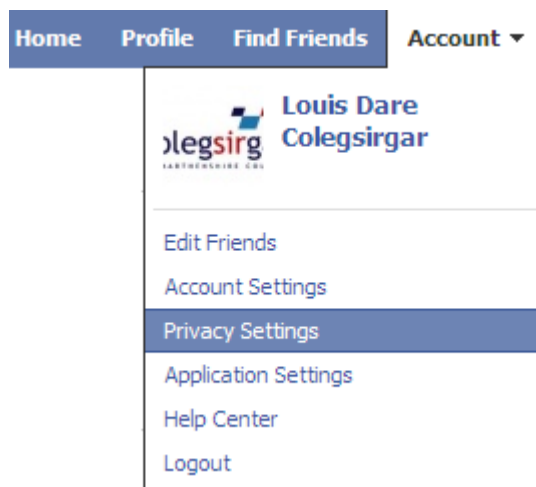 Home Profile Find Friends Account
Louis Dare
Colegsirgar
olegsirg
Edit Friends
Account Settings
Privacy Settings
Application Settings
Help Center
Logout